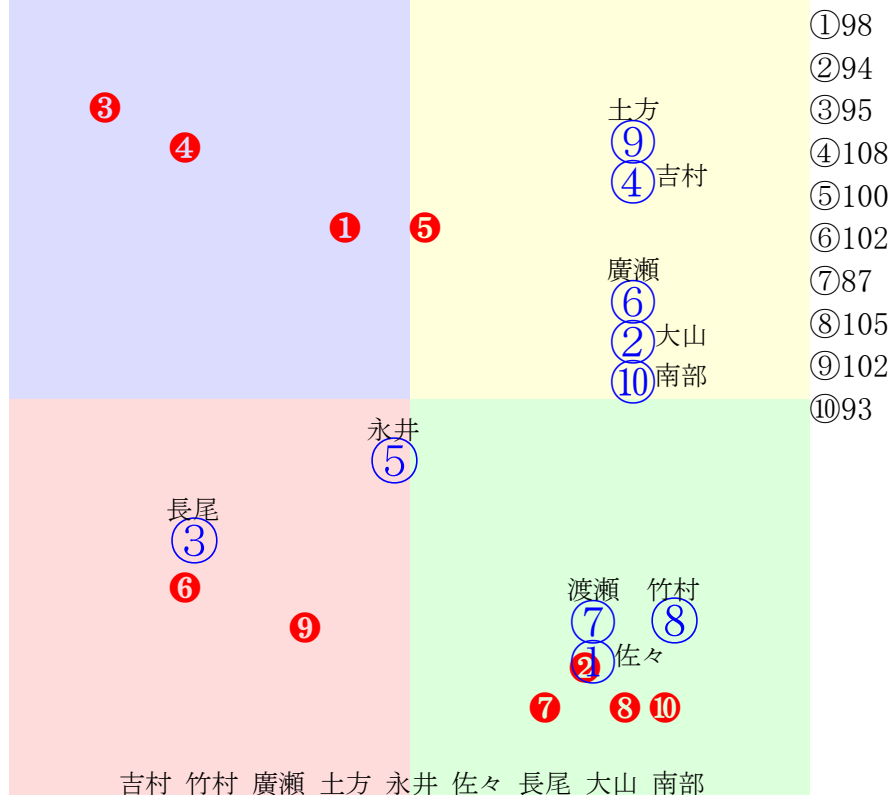 ①98
②94
❸
③95
土方
❹
⑨
④108
④吉村
⑤100
❶
❺
⑥102
廣瀬
⑦87
⑥
⑧105
②大山
⑨102
⑩南部
⑩93
永井
⑤
長尾
③
❻
渡瀬 竹村
⑦ ⑧
❾
①佐々
❷
❼ ❽ ❿
吉村 竹村 廣瀬 土方 永井 佐々 長尾 大山 南部